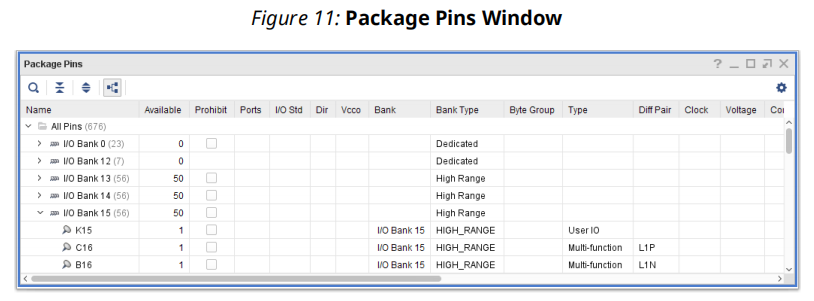 Figure 11: Package Pins Window
Package Pins
Name Available Prohibit Ports I/O Std Dir Vcco Bank Bank Type Byte Group Type Diff Pair Clock Voltage Co
All Pins (676)
I/O Bank 0 (23) 0 Dedicated
I/O Bank 12 (7) 0 Dedicated
I/O Bank 13 (56) 50 High Range
I/O Bank 14 (56) 50 High Range
I/O Bank 15 (56) 50 High Range
K15 1 I/O Bank 15 HIGH_RANGE User IO
C16 1 I/O Bank 15 HIGH_RANGE Multi-function L1P
B16 1 I/O Bank 15 HIGH_RANGE Multi-function L1N